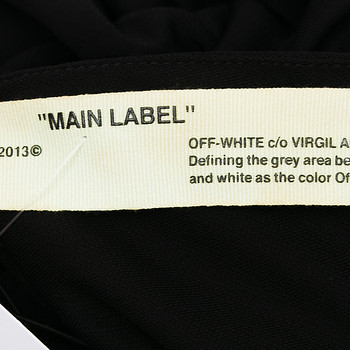 "MAIN LABEL"
2013©
OFF-WHITE c/o VIRGIL A
Defining the grey area be
and white as the color Of